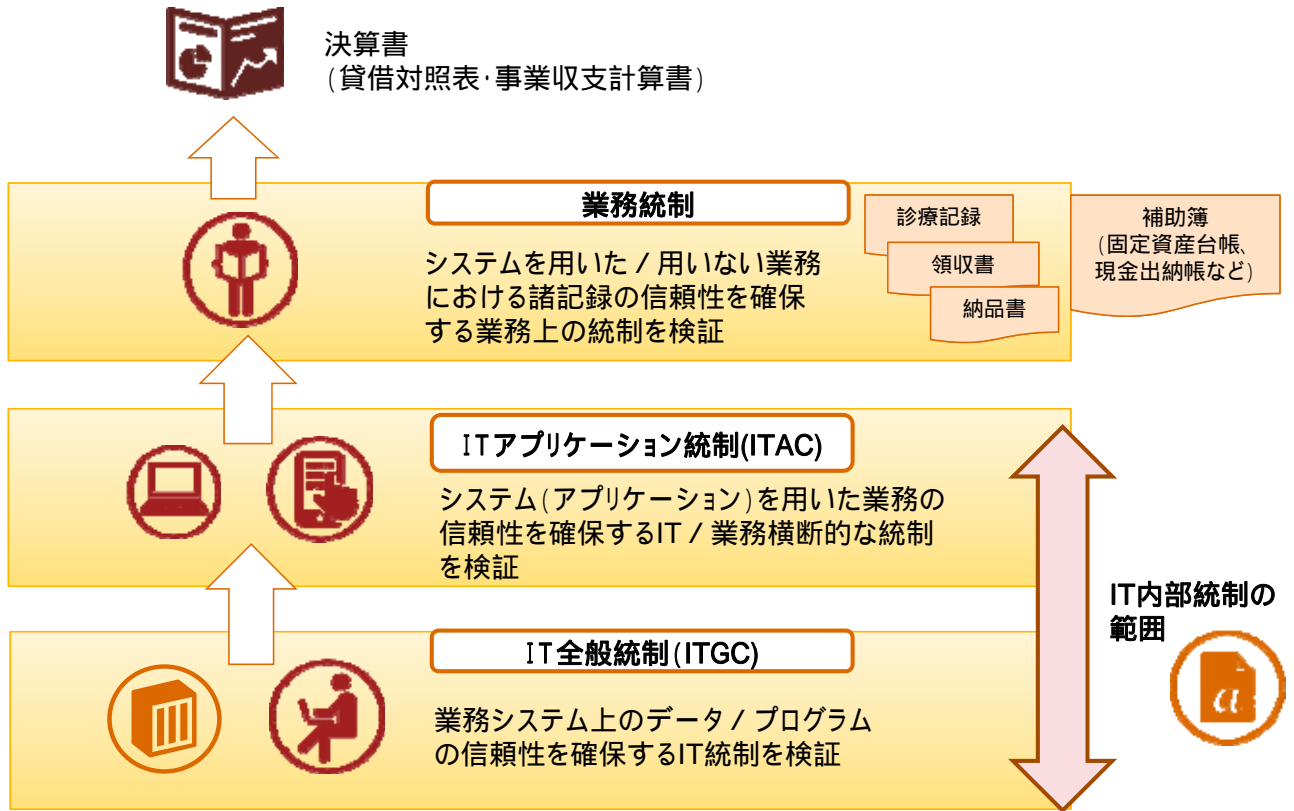 決算書
(貸借対照表･事業収支計算書)
業務統制
システムを用いた / 用いない業務
における諸記録の信頼性を確保
する業務上の統制を検証
診療記録
領収書
納品書
補助簿
(固定資産台帳、
現金出納帳など)
ITアプリケーション統制(ITAC)
システム(アプリケーション)を用いた業務の
信頼性を確保するIT / 業務横断的な統制
を検証
IT全般統制(ITGC)
業務システム上のデータ / プログラム
の信頼性を確保するIT統制を検証
IT内部統制の
範囲
a